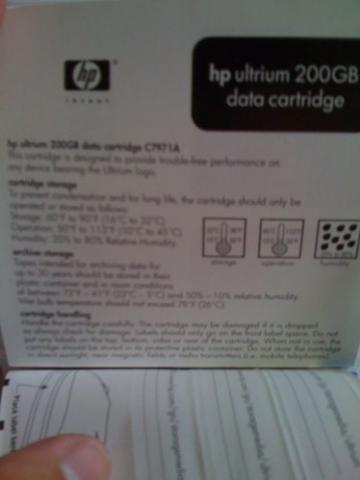 hp
invent
hp ultrium 200GB
data cartridge
hp ultrium 200GB data cartridge C7971A
This cartridge is designed to provide trouble-free performance on
any device bearing the Ultrium logo.
cartridge storage
To prevent condensation and for long life, the cartridge should only be
operated or stored as follows:
Storage: 60°F to 90°F (16°C to 32°C)
Operation: 50°F to 113°F (10°C to 45°C)
Humidity: 20% to 80% Relative Humidity.
storage
operation
humidity
archive storage
Tapes intended for archiving data for
up to 30 years should be stored in their
plastic container and in room conditions
of between 73°F – 41°F (23°C – 5°C) and 50% – 10% relative humidity.
Wet bulb temperature should not exceed 78°F (26°C)
cartridge handling
Handle the cartridge carefully. The cartridge may be damaged if it is dropped
so always check for damage. Labels should only go on the front label space. Do not
put any labels on the top, bottom, sides or rear of the cartridge. When not in use, the
cartridge should be stored in its protective plastic container. Do not store the cartridge
in direct sunlight, near magnetic fields or radio transmitters (i.e. mobile telephones).
Place label here